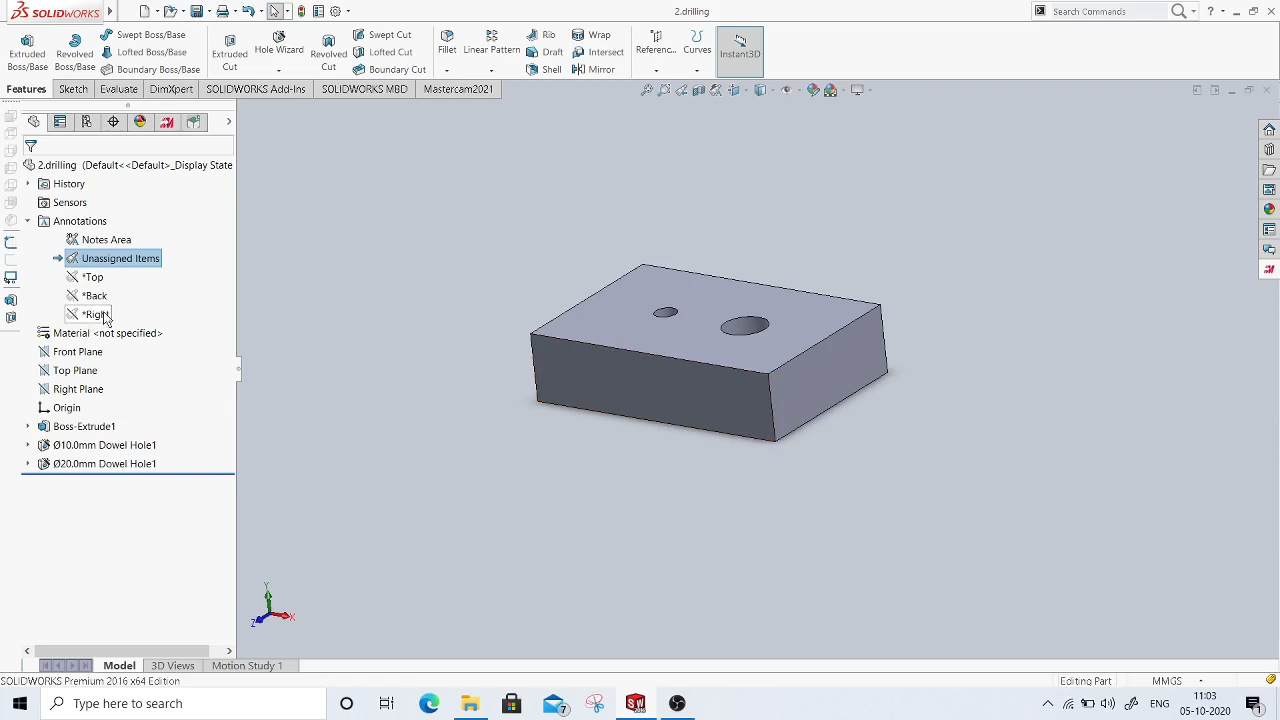 SOLIDWORKS
2.drilling
Search Commands
Extruded Boss/Base
Revolved Boss/Base
Swept Boss/Base
Lofted Boss/Base
Boundary Boss/Base
Extruded Cut
Hole Wizard
Revolved Cut
Swept Cut
Lofted Cut
Boundary Cut
Fillet
Linear Pattern
Rib
Draft
Shell
Wrap
Intersect
Mirror
Referenc...
Curves
Instant3D
Features
Sketch
Evaluate
DimXpert
SOLIDWORKS Add-Ins
SOLIDWORKS MBD
Mastercam2021
2.drilling (Default<<Default>_Display State
History
Sensors
Annotations
Notes Area
Unassigned Items
*Top
*Back
*Right
Material <not specified>
Front Plane
Top Plane
Right Plane
Origin
Boss-Extrude1
Ø10.0mm Dowel Hole1
Ø20.0mm Dowel Hole1
Y
X
Z
Model
3D Views
Motion Study 1
SOLIDWORKS Premium 2016 x64 Edition
Editing Part
MMGS
Type here to search
7
ENG
11:03
05-10-2020
1